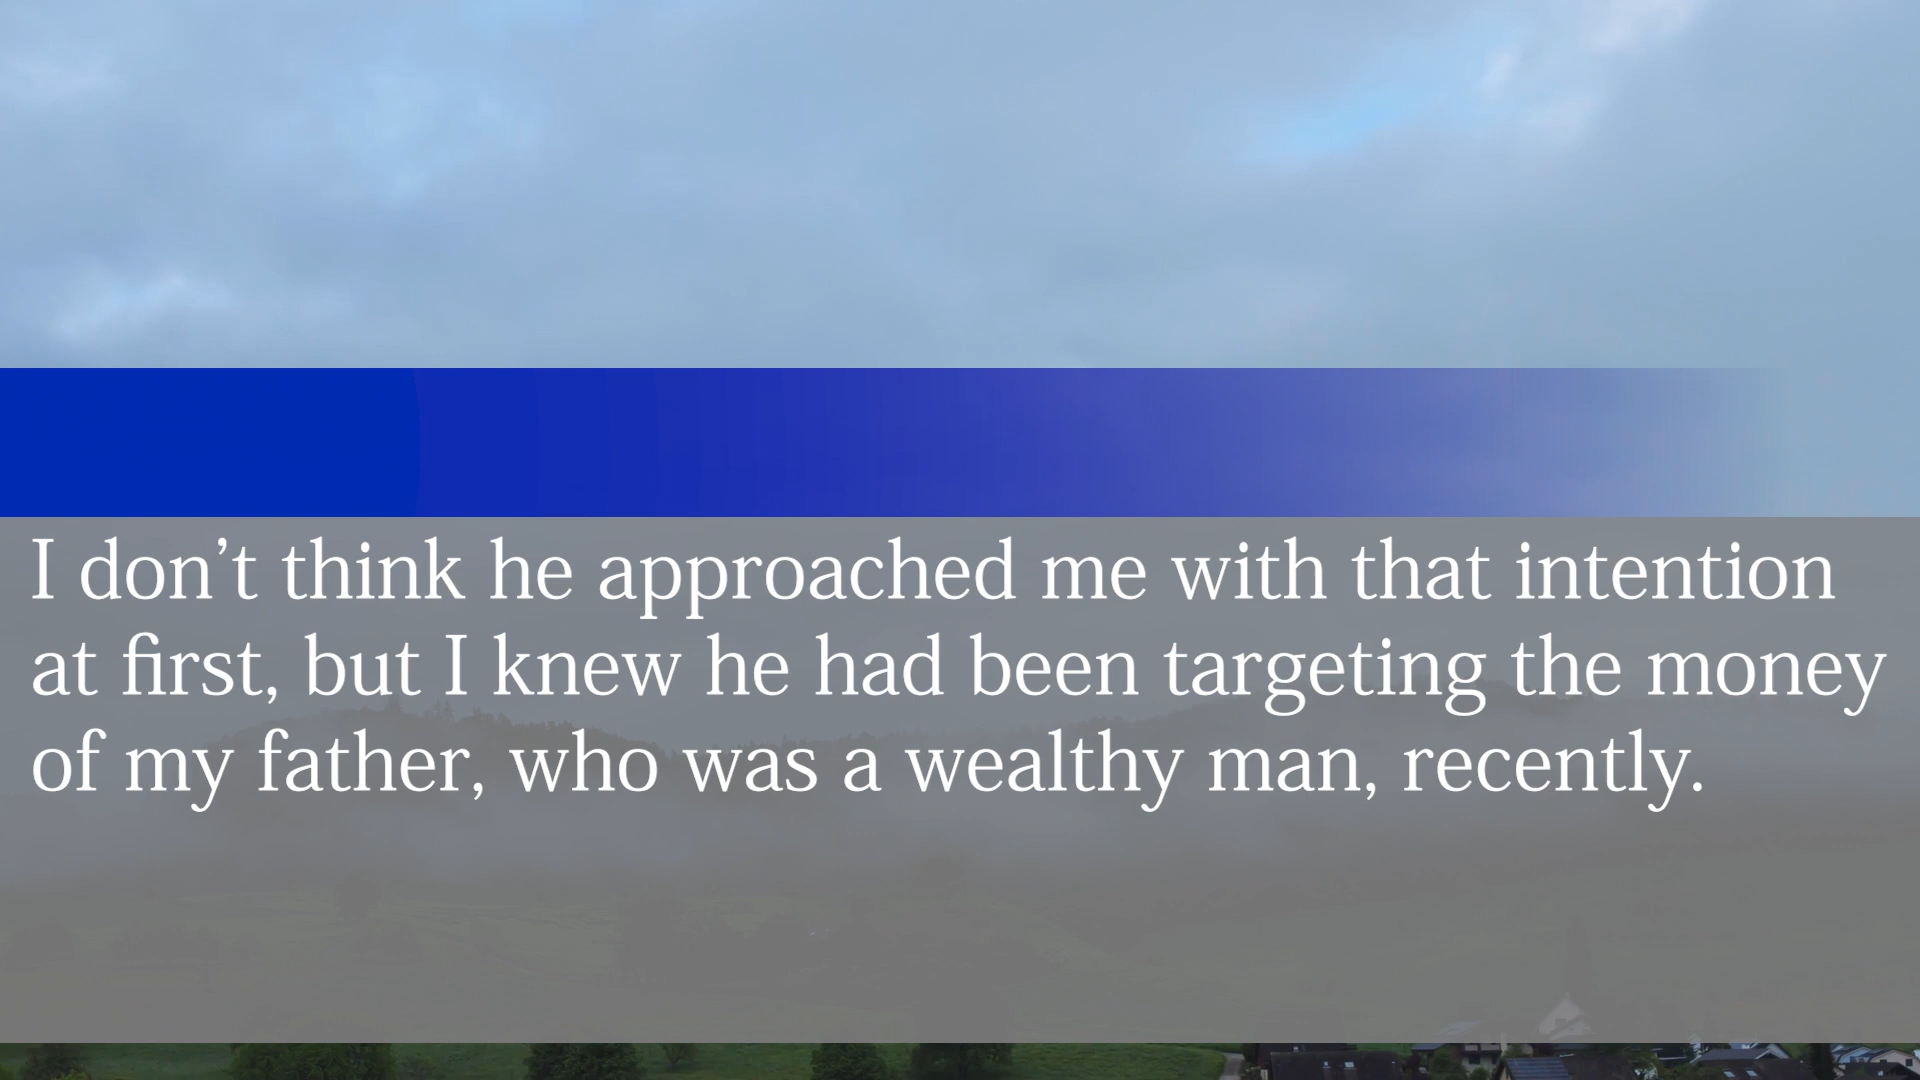 I don’t think he approached me with that intention
at first, but I knew he had been targeting the money
of my father, who was a wealthy man, recently.